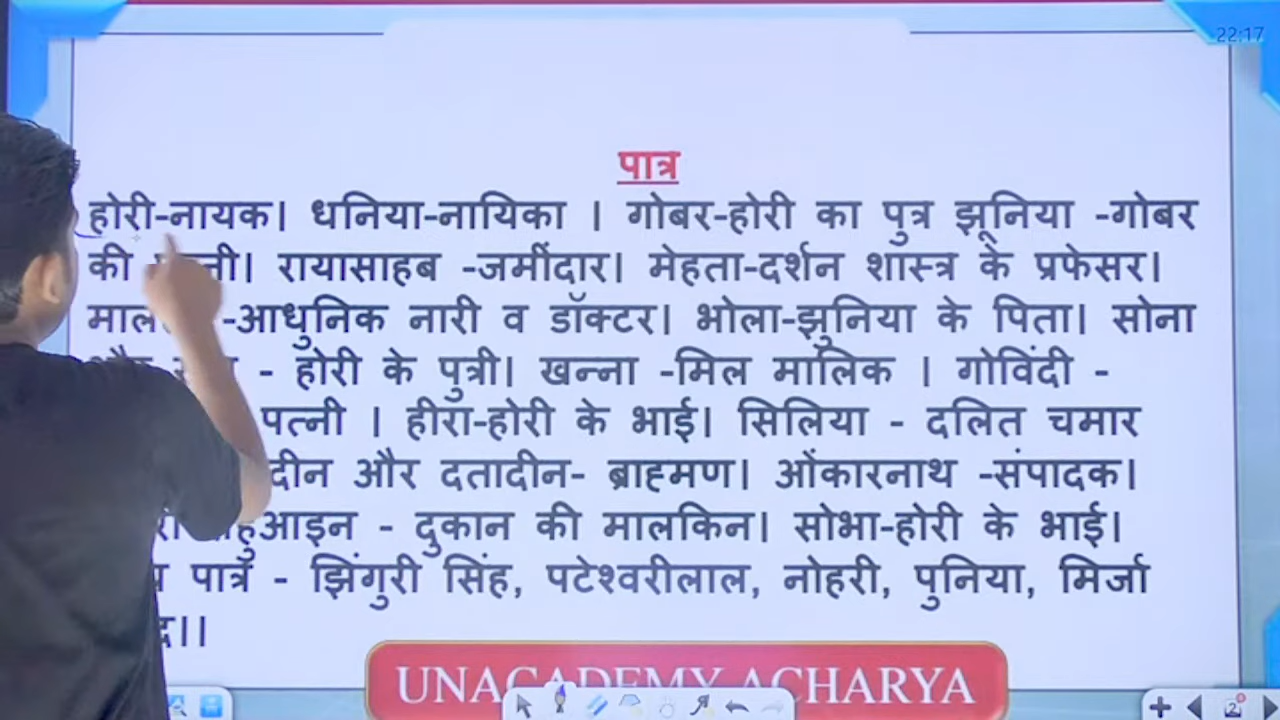 22:17
पात्र
होरी-नायक। धनिया-नायिका । गोबर-होरी का पुत्र झूनिया -गोबर
की रायासाहब -जमींदार। मेहता-दर्शन शास्त्र के प्रफेसर।
-आधुनिक नारी व डॉक्टर। भोला-झुनिया के पिता। सोना
- होरी के पुत्री। खन्ना -मिल मालिक । गोविंदी -
पत्नी । हीरा-होरी के भाई। सिलिया - दलित चमार
और दतादीन- ब्राह्मण। ओंकारनाथ -संपादक।
- दुकान की मालकिन। सोभा-होरी के भाई।
पात्र - झिंगुरी सिंह, पटेश्वरीलाल, नोहरी, पुनिया, मिर्जा
UNACADEMY ACHARYA
2